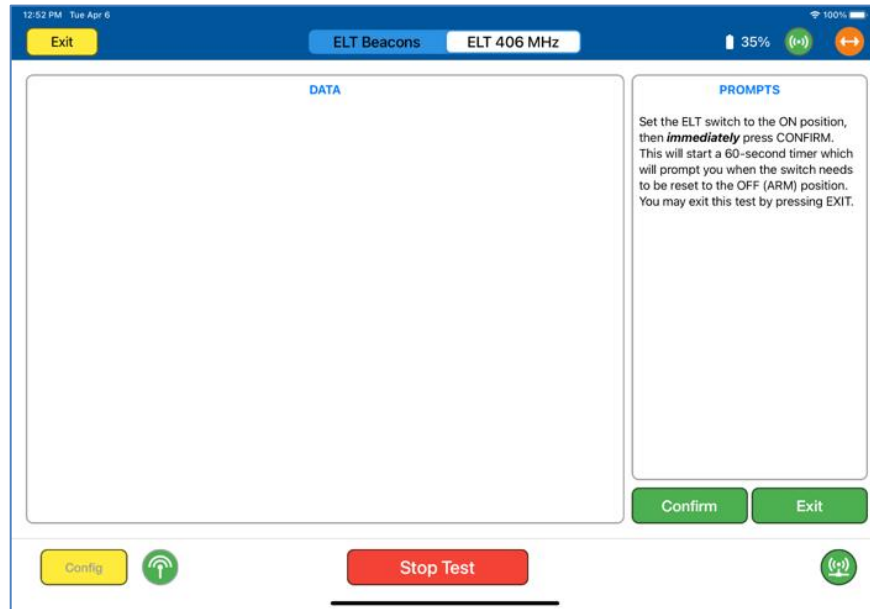 12:52 PM Tue Apr 6
100%
Exit
ELT Beacons
ELT 406 MHz
35%
DATA
PROMPTS
Set the ELT switch to the ON position,
then immediately press CONFIRM.
This will start a 60-second timer which
will prompt you when the switch needs
to be reset to the OFF (ARM) position.
You may exit this test by pressing EXIT.
Confirm
Exit
Config
Stop Test